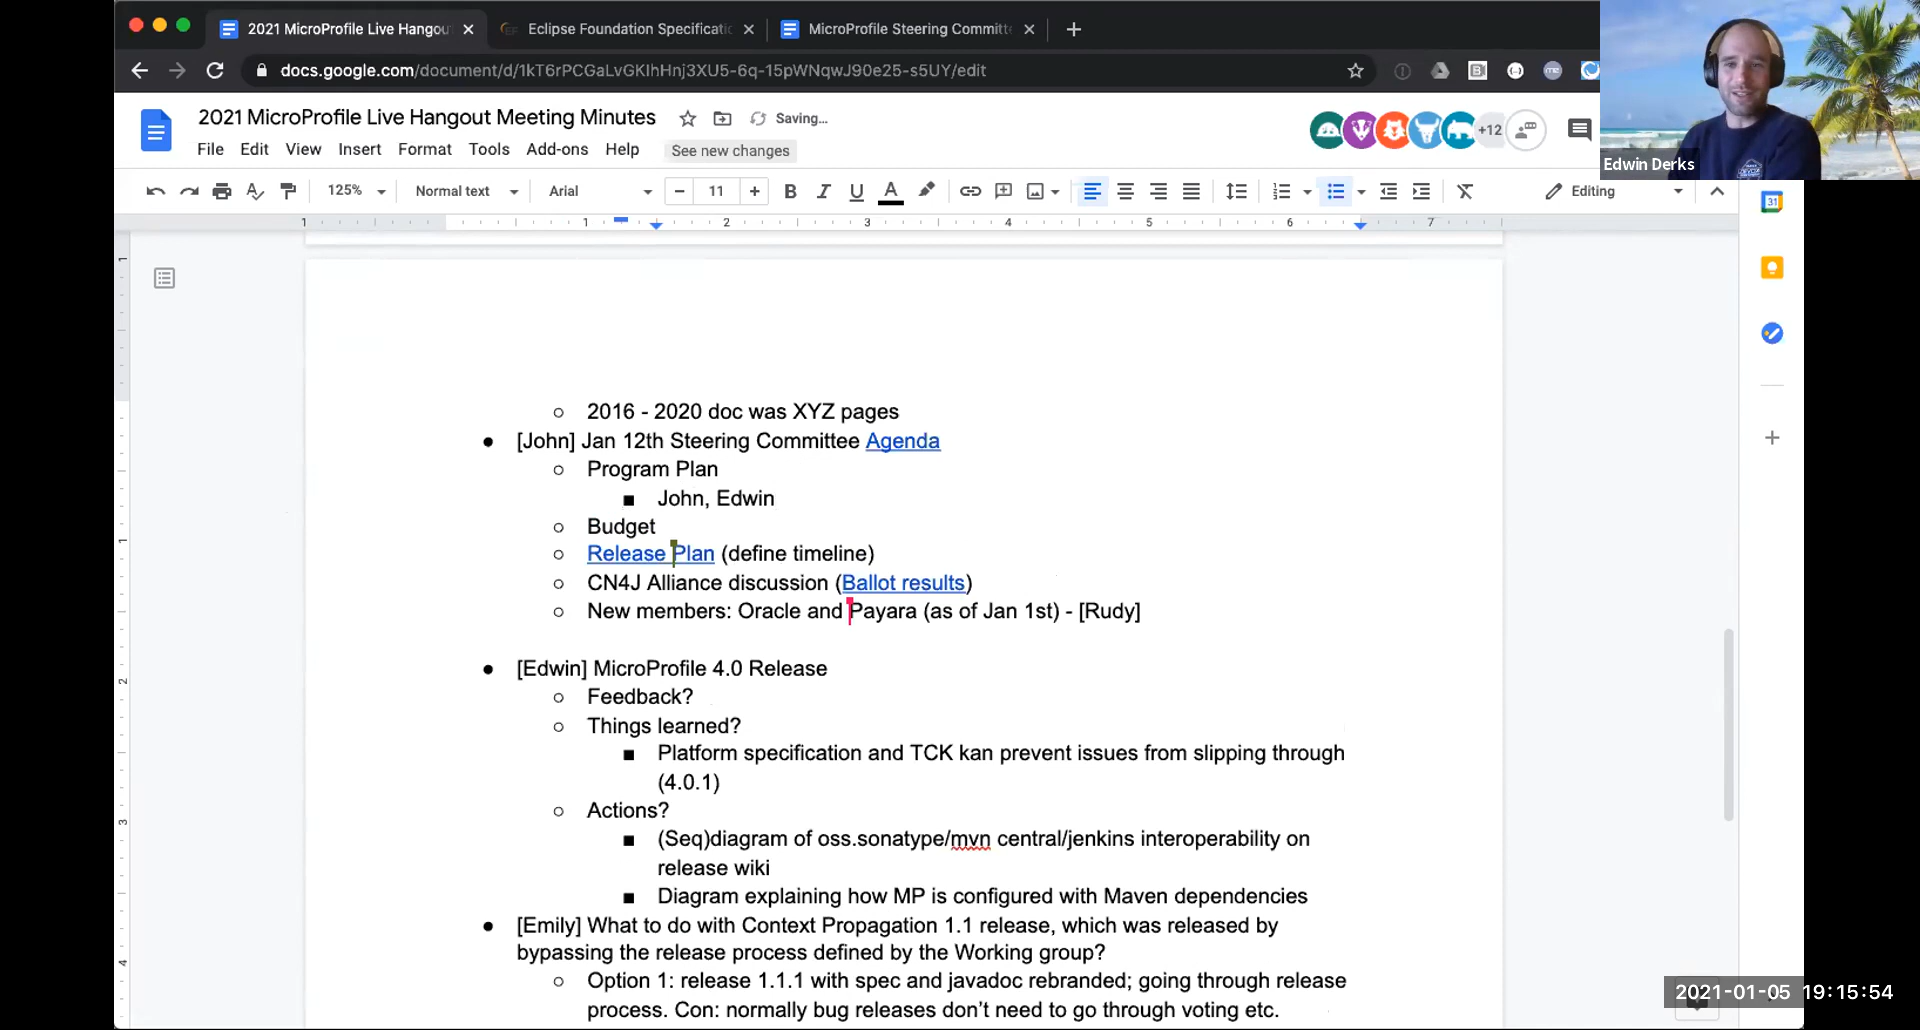 2021 MicroProfile Live Hangou
Eclipse Foundation Specificati
MicroProfile Steering Committe
docs.google.com/document/d/1kT6rPCGaLvGKIhHnj3XU5-6q-15pWNqwJ90e25-s5UY/edit
2021 MicroProfile Live Hangout Meeting Minutes
Saving...
+12
Edwin Derks
File Edit View Insert Format Tools Add-ons Help
See new changes
125% Normal text Arial 11
Editing
1 1 2 3 4 5 6 7
2016 - 2020 doc was XYZ pages
[John] Jan 12th Steering Committee Agenda
Program Plan
John, Edwin
Budget
Release Plan (define timeline)
CN4J Alliance discussion (Ballot results)
New members: Oracle and Payara (as of Jan 1st) - [Rudy]
[Edwin] MicroProfile 4.0 Release
Feedback?
Things learned?
Platform specification and TCK kan prevent issues from slipping through
(4.0.1)
Actions?
(Seq)diagram of oss.sonatype/mvn central/jenkins interoperability on
release wiki
Diagram explaining how MP is configured with Maven dependencies
[Emily] What to do with Context Propagation 1.1 release, which was released by
bypassing the release process defined by the Working group?
Option 1: release 1.1.1 with spec and javadoc rebranded; going through release
process. Con: normally bug releases don't need to go through voting etc.
2021-01-05 19:15:54